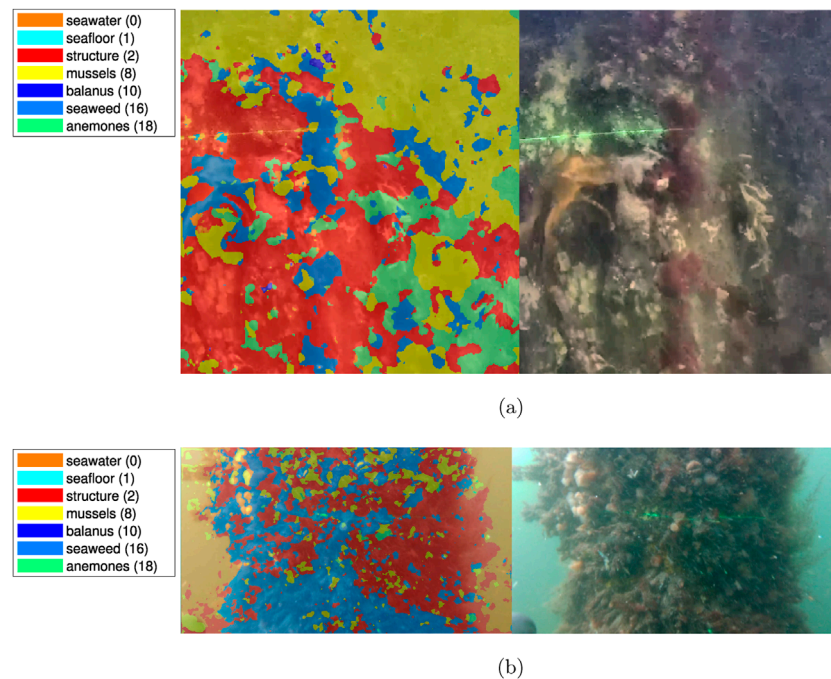 seawater (0)
seafloor (1)
structure (2)
mussels (8)
balanus (10)
seaweed (16)
anemones (18)
(a)
seawater (0)
seafloor (1)
structure (2)
mussels (8)
balanus (10)
seaweed (16)
anemones (18)
(b)